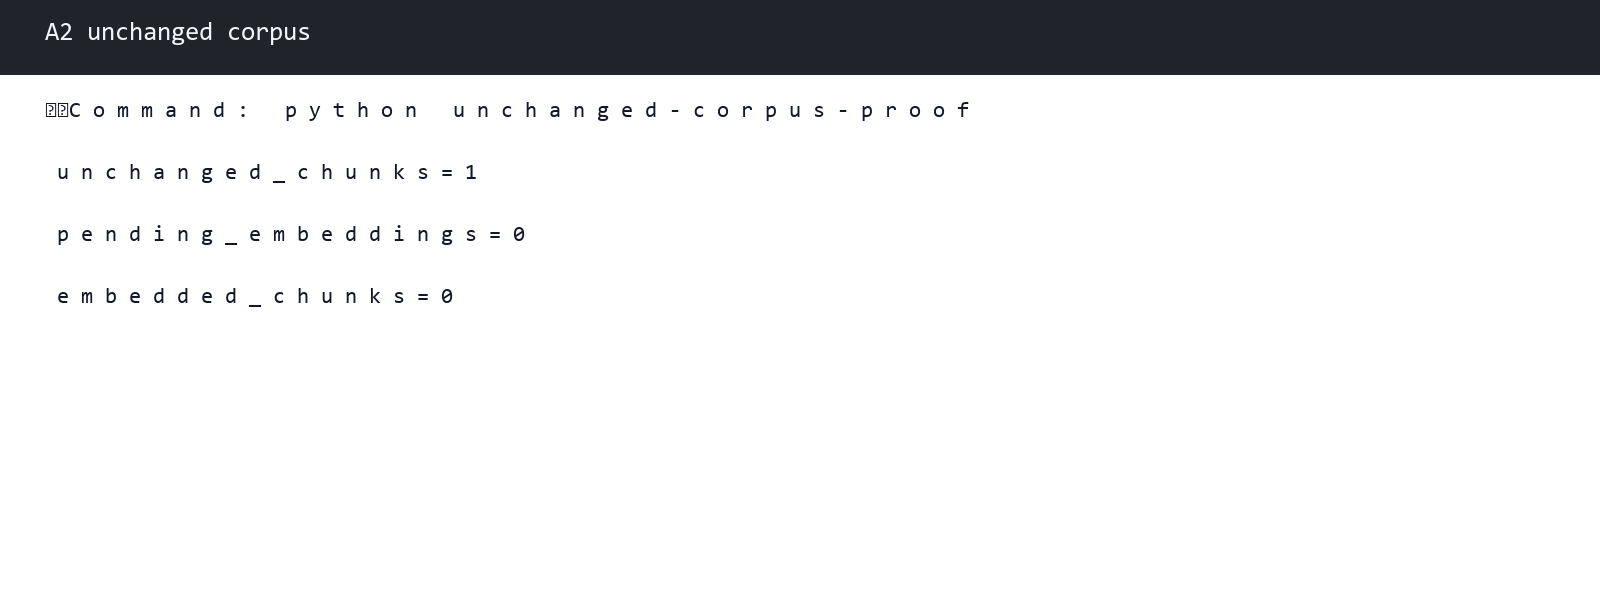 A2 unchanged corpus
Command: python unchanged-corpus-proof
unchanged_chunks=1
pending_embeddings=0
embedded_chunks=0